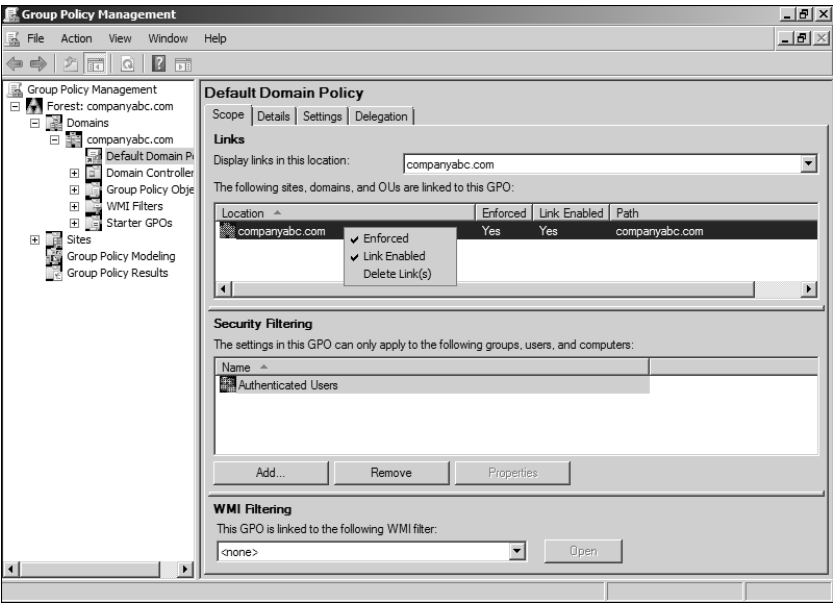 Group Policy Management
File Action View Window Help
Group Policy Management
Forest: companyabc.com
Domains
companyabc.com
Default Domain P
Domain Controller
Group Policy Obje
WMI Filters
Starter GPOs
Sites
Group Policy Modeling
Group Policy Results
Default Domain Policy
Scope Details Settings Delegation
Links
Display links in this location: companyabc.com
The following sites, domains, and OUs are linked to this GPO:
Location Enforced Link Enabled Path
companyabc.com Yes Yes companyabc.com
Enforced
Link Enabled
Delete Link(s)
Security Filtering
The settings in this GPO can only apply to the following groups, users, and computers:
Name
Authenticated Users
Add... Remove Properties
WMI Filtering
This GPO is linked to the following WMI filter:
<none> Open